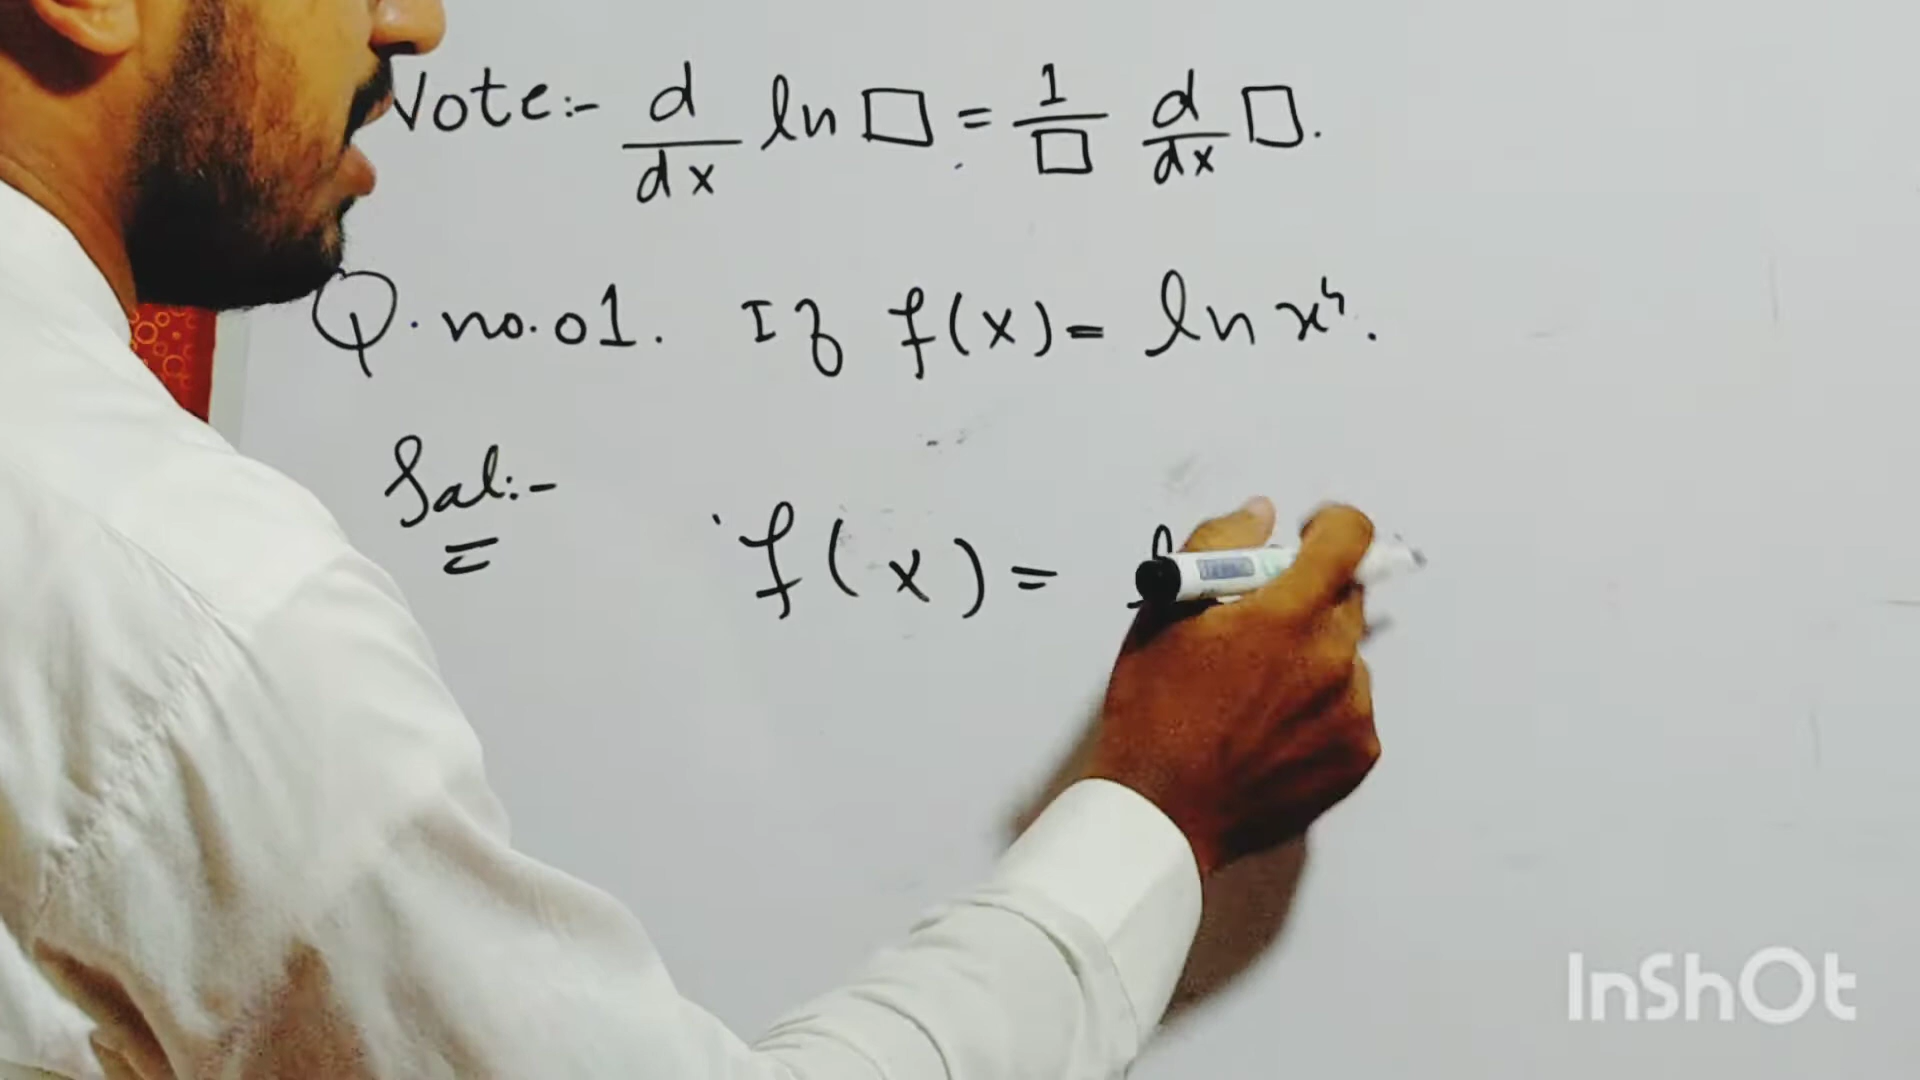 Note:- d/dx ln □ = 1/□ d/dx □.
Q. no. 01. If f(x) = ln x⁴.
Sol:-
f(x) =
InShOt